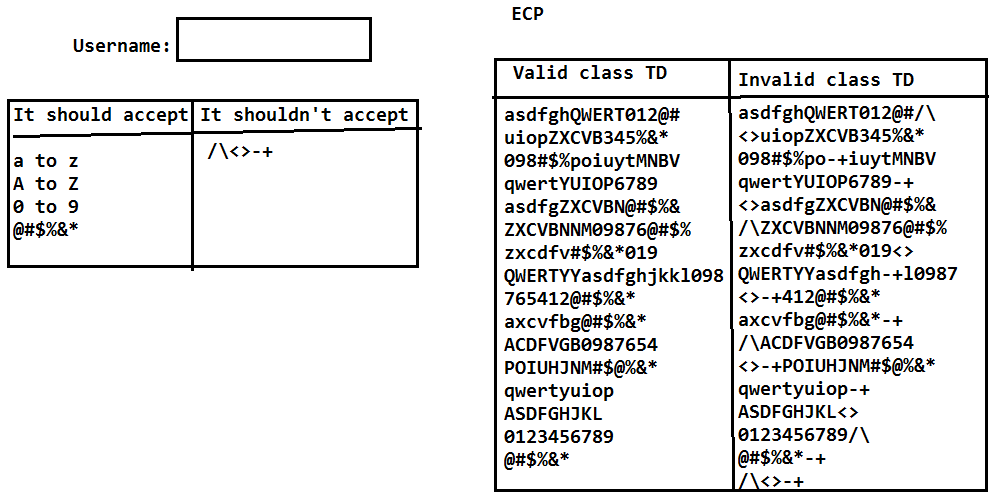 Username:
It should accept
a to z
A to Z
0 to 9
@#$%&*
It shouldn't accept
/\<>-+
ECP
Valid class TD
asdfghQWERT012@#
uiopZXCVB345%&*
098#$%poiuytMNBV
qwertYUIOP6789
asdfgZXCVBN@#$%&
ZXCVBNNM09876@#$%
zxcdfv#$%&*019
QWERTYYasdfghjkkl098
765412@#$%&*
axcvfbg@#$%&*
ACDFVGB0987654
POIUHJNM#$@%&*
qwertyuiop
ASDFGHJKL
0123456789
@#$%&*
Invalid class TD
asdfghQWERT012@#/\
<>uiopZXCVB345%&*
098#$%po-+iuytMNBV
qwertYUIOP6789-+
<>asdfgZXCVBN@#$%&
/\ZXCVBNNM09876@#$%
zxcdfv#$%&*019<>
QWERTYYasdfgh-+l0987
<>-+412@#$%&*
axcvfbg@#$%&*-+
/\ACDFVGB0987654
<>-+POIUHJNM#$@%&*
qwertyuiop-+
ASDFGHJKL<>
0123456789/\
@#$%&*-+
/\<>-+